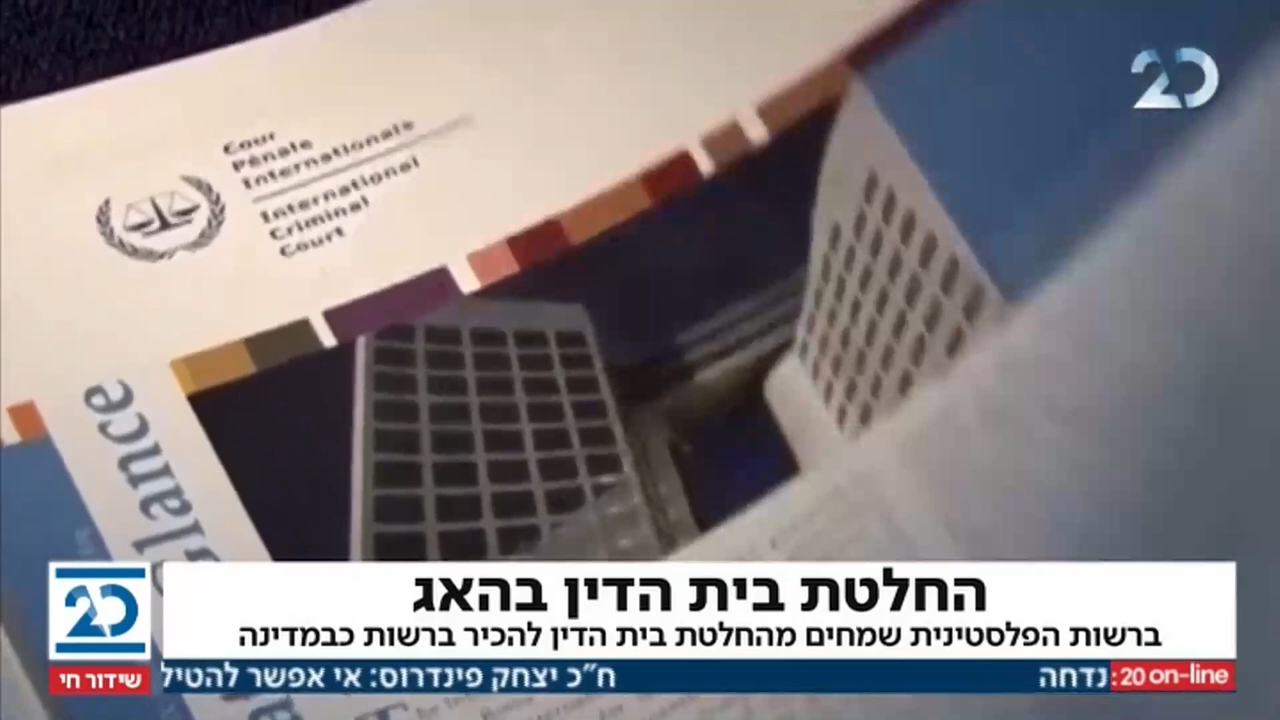 20
Cour
Pénale
Internationale
International
Criminal
Court
glance
החלטת בית הדין בהאג
ברשות הפלסטינית שמחים מהחלטת בית הדין להכיר ברשות כבמדינה
20
שידור חי
20 on-line: נדחה
ח"כ יצחק פינדרוס: אי אפשר להטיל